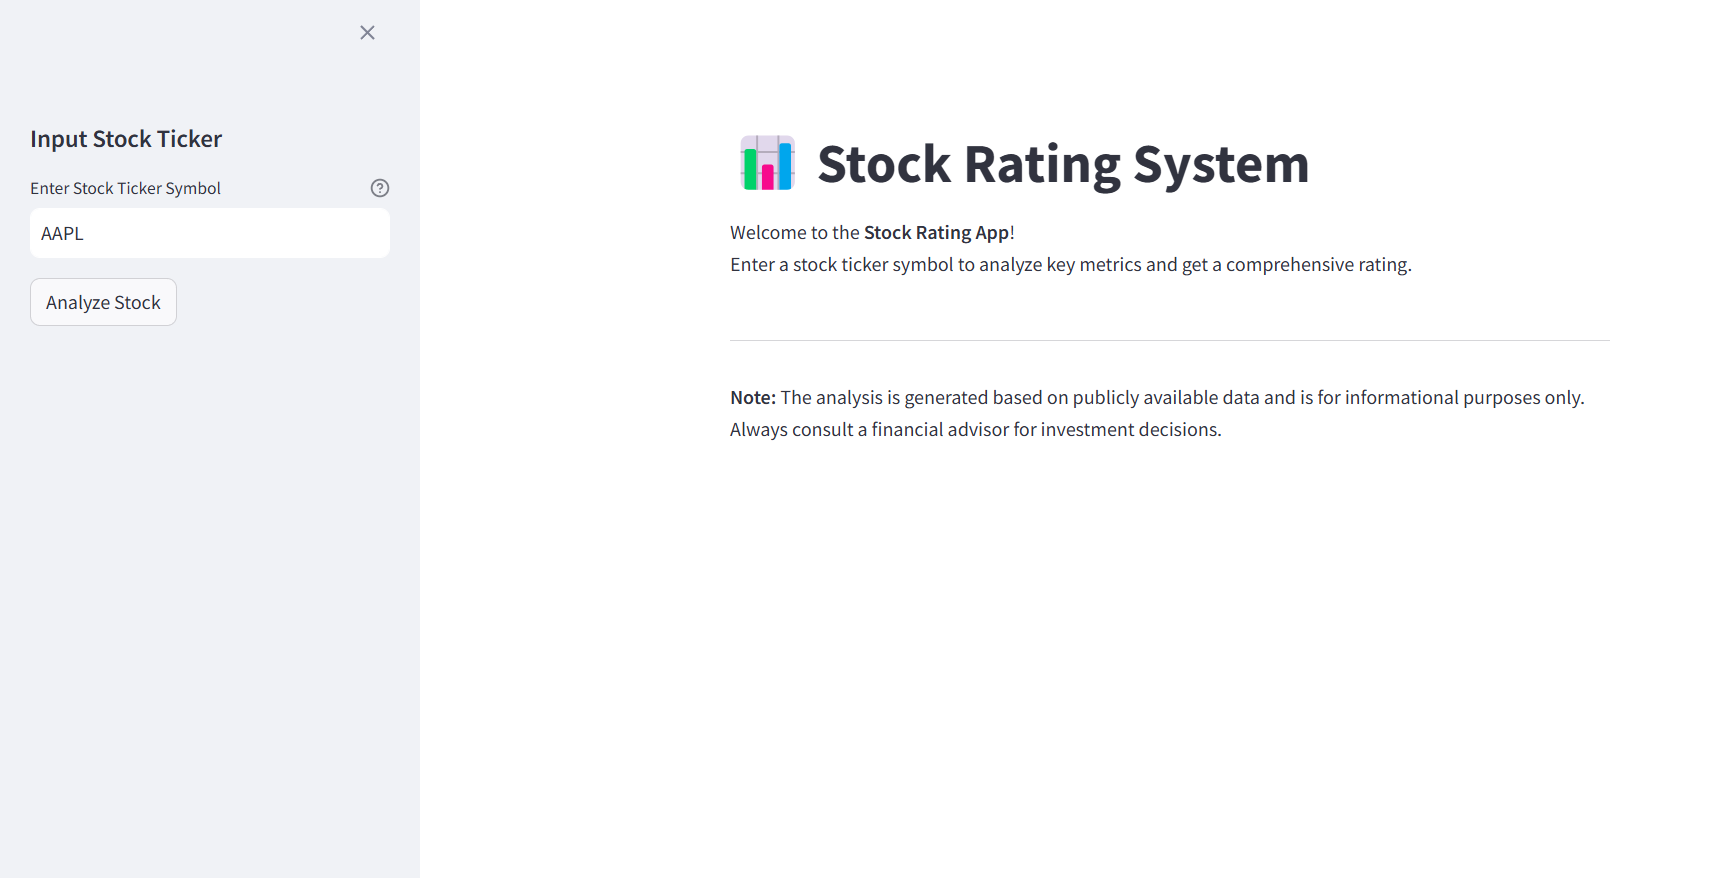 Input Stock Ticker
Enter Stock Ticker Symbol
AAPL
Analyze Stock
Stock Rating System
Welcome to the Stock Rating App!
Enter a stock ticker symbol to analyze key metrics and get a comprehensive rating.
Note: The analysis is generated based on publicly available data and is for informational purposes only.
Always consult a financial advisor for investment decisions.